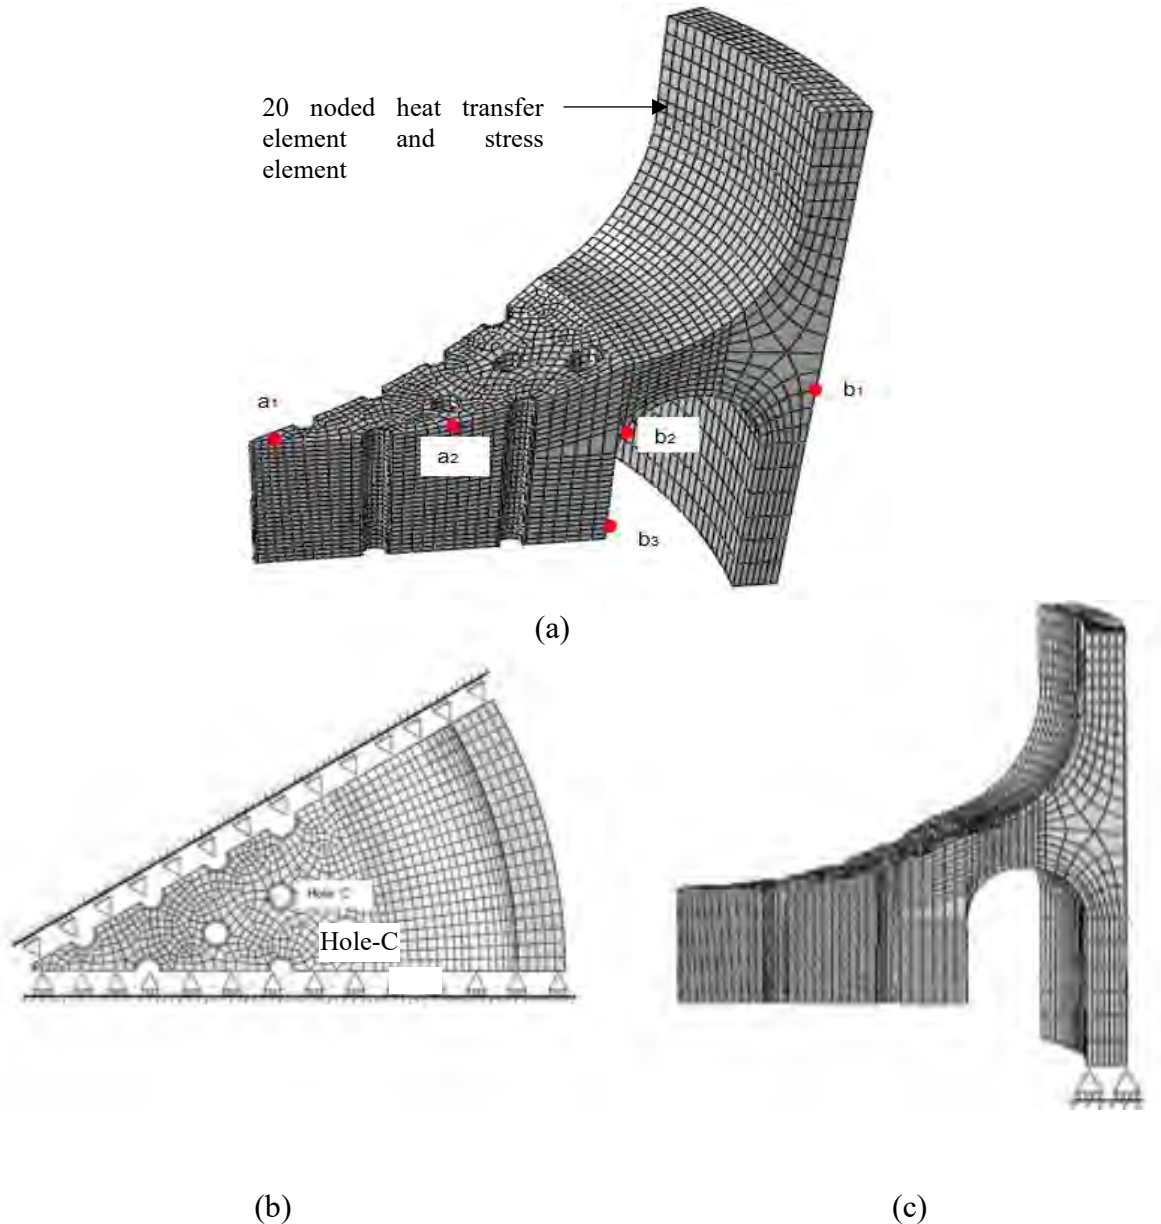 20 noded heat transfer
element and stress
element
a1
a2
b1
b2
b3
(a)
Hole C
Hole-C
(b)
(c)